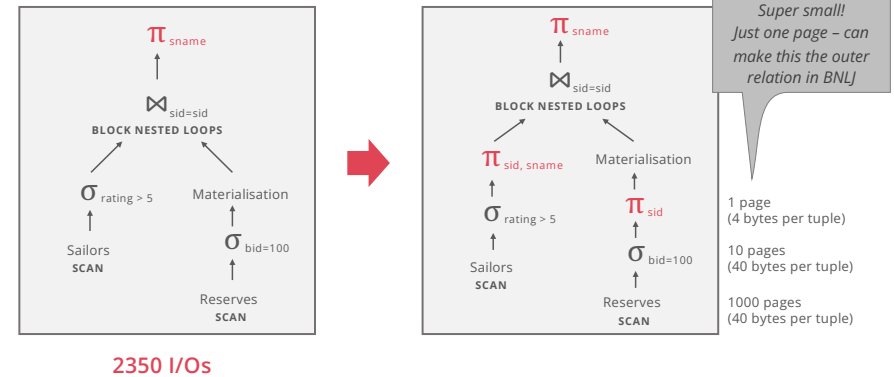 π sname
⋈ sid=sid
BLOCK NESTED LOOPS
σ rating > 5
Materialisation
Sailors
SCAN
σ bid=100
Reserves
SCAN
2350 I/Os
π sname
⋈ sid=sid
BLOCK NESTED LOOPS
π sid, sname
Materialisation
σ rating > 5
π sid
Sailors
SCAN
σ bid=100
Reserves
SCAN
Super small!
Just one page – can
make this the outer
relation in BNLJ
1 page
(4 bytes per tuple)
10 pages
(40 bytes per tuple)
1000 pages
(40 bytes per tuple)